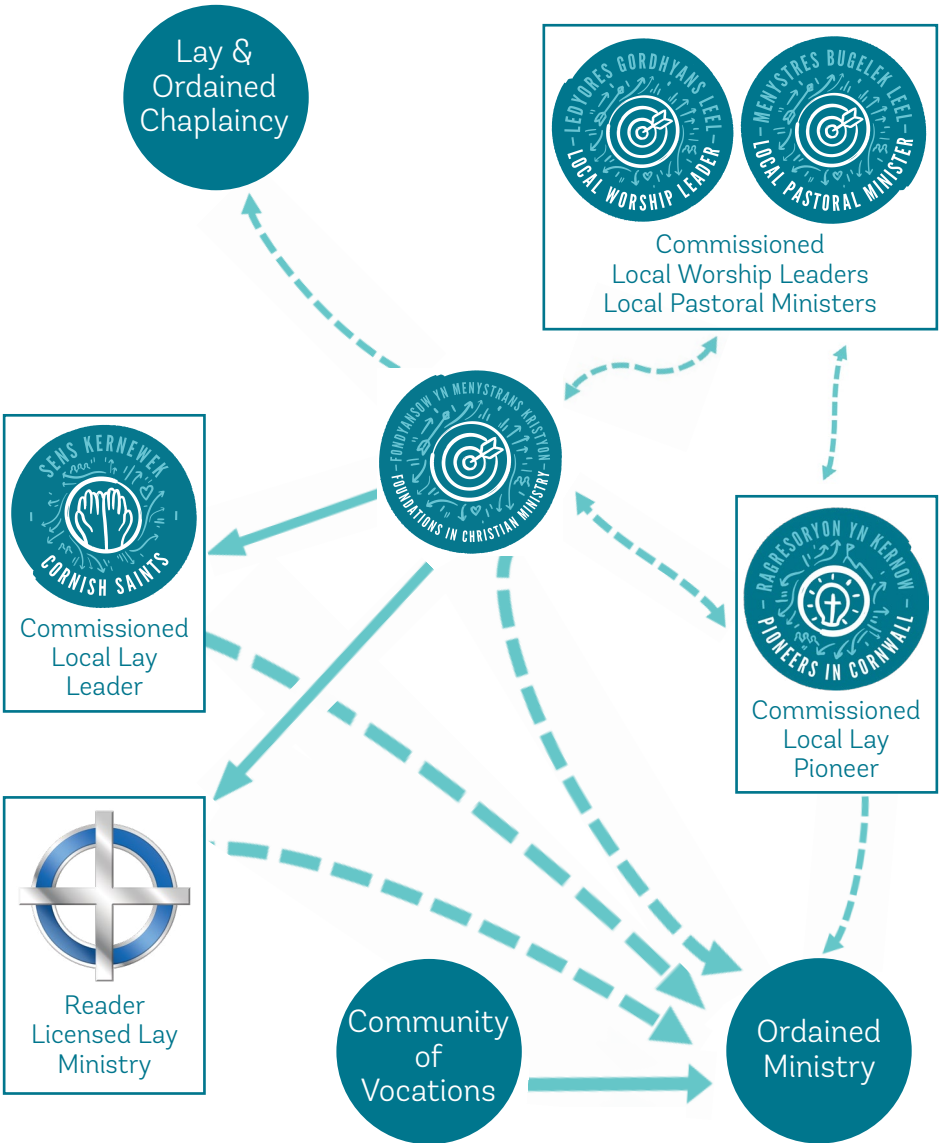 Lay &
Ordained
Chaplaincy
LEDYORES GORDHYANS LEEL
LOCAL WORSHIP LEADER
MENYSTRES BUGELEK LEEL
LOCAL PASTORAL MINISTER
Commissioned
Local Worship Leaders
Local Pastoral Ministers
FONDYANSOW YN MENYSTRANS KRISTYON
FOUNDATIONS IN CHRISTIAN MINISTRY
SENS KERNEWEK
CORNISH SAINTS
Commissioned
Local Lay
Leader
RAGRESORYON YN KERNOW
PIONEERS IN CORNWALL
Commissioned
Local Lay
Pioneer
Reader
Licensed Lay
Ministry
Community
of
Vocations
Ordained
Ministry